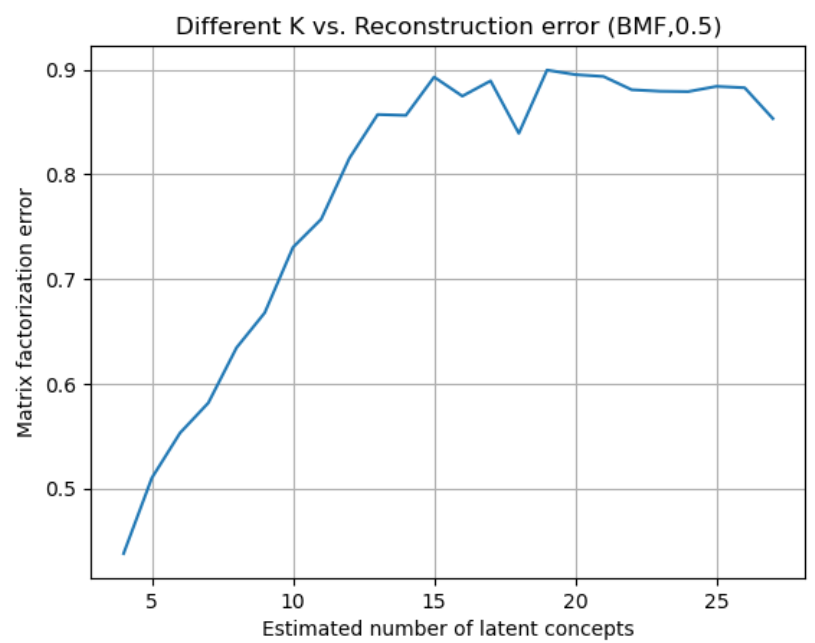 Different K vs. Reconstruction error (BMF,0.5)
Matrix factorization error
0.9
0.8
0.7
0.6
0.5
5 10 15 20 25
Estimated number of latent concepts